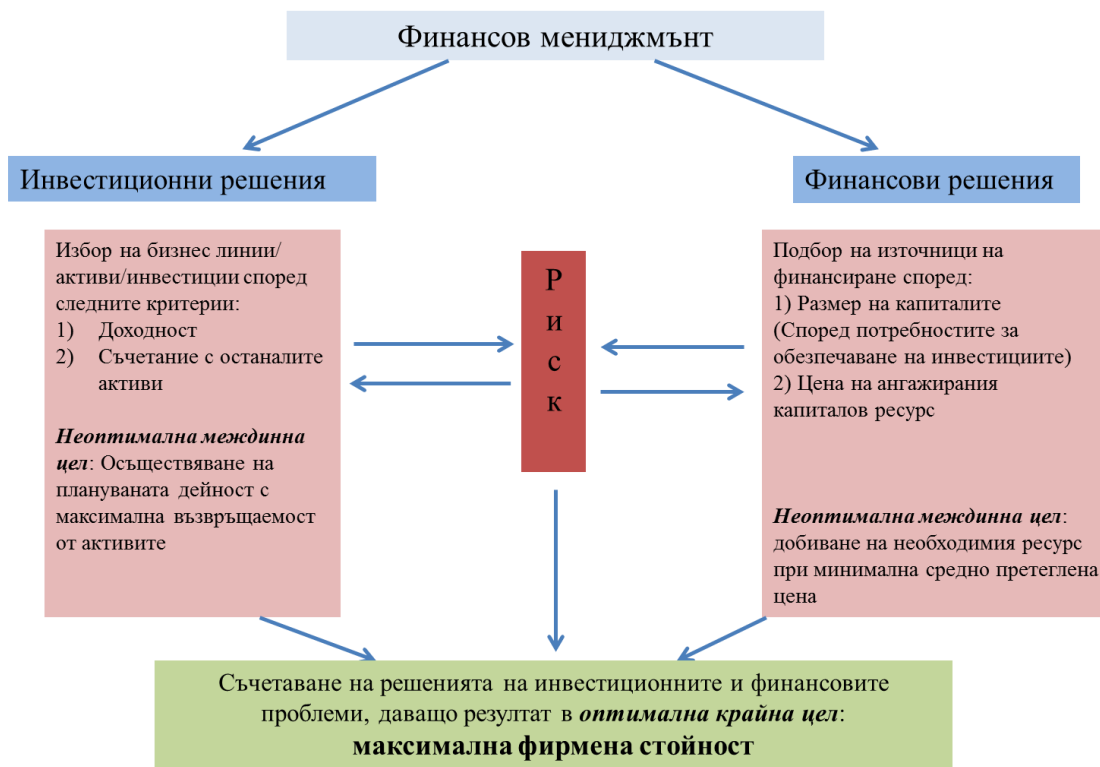 Финансов мениджмънт
Инвестиционни решения
Финансови решения
Избор на бизнес линии/
активи/инвестиции според
следните критерии:
1) Доходност
2) Съчетание с останалите
активи
Неоптимална междинна
цел: Осъществяване на
плануваната дейност с
максимална възвръщаемост
от активите
Р
и
с
к
Подбор на източници на
финансиране според:
1) Размер на капиталите
(Според потребностите за
обезпечаване на инвестициите)
2) Цена на ангажирания
капиталов ресурс
Неоптимална междинна цел:
добиване на необходимия ресурс
при минимална средно претеглена
цена
Съчетаване на решенията на инвестиционните и финансовите
проблеми, даващо резултат в оптимална крайна цел:
максимална фирмена стойност